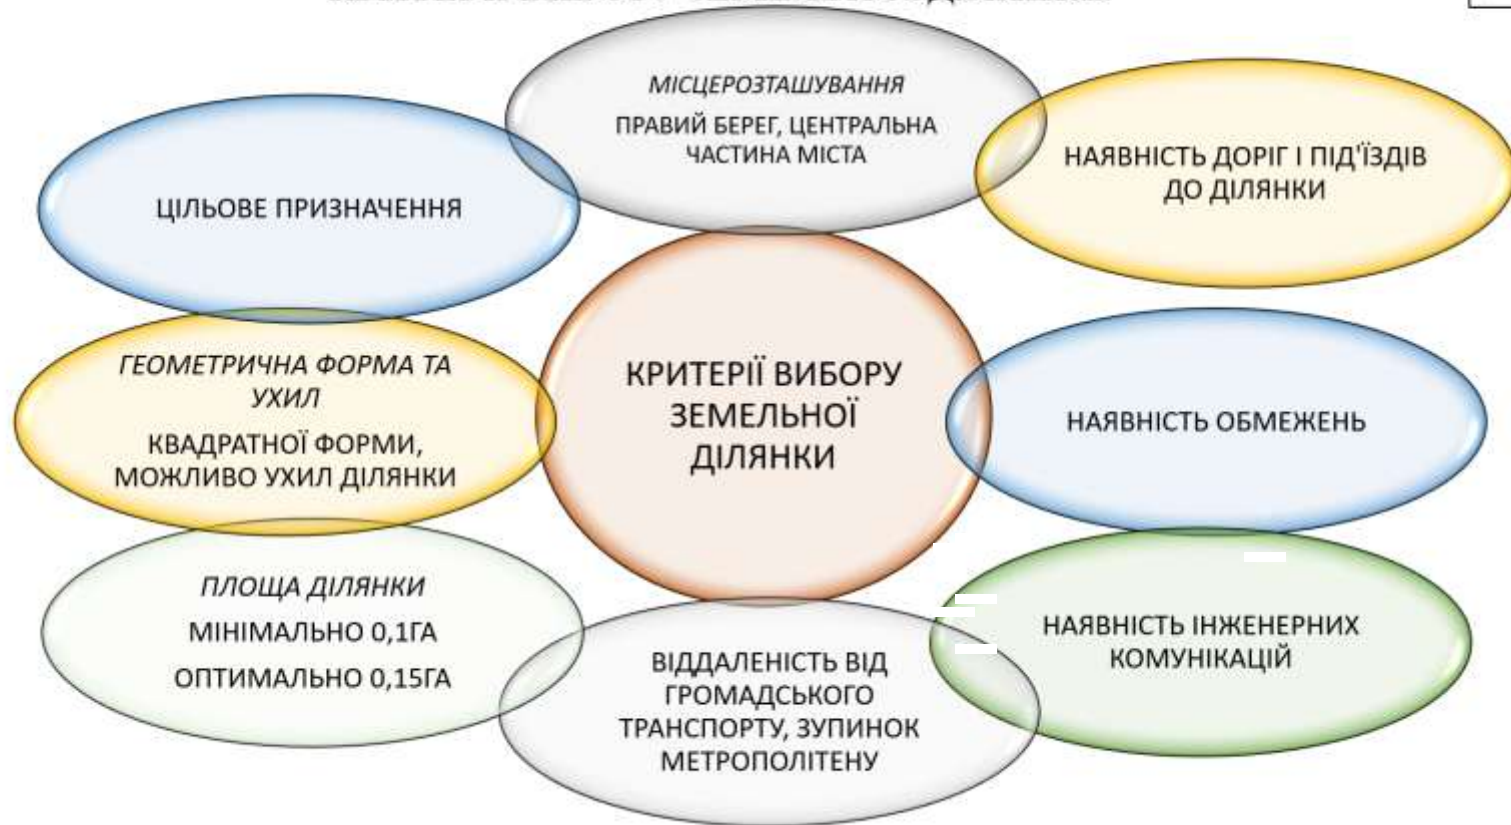 МІСЦЕРОЗТАШУВАННЯ
ПРАВИЙ БЕРЕГ, ЦЕНТРАЛЬНА
ЧАСТИНА МІСТА
НАЯВНІСТЬ ДОРІГ І ПІД'ЇЗДІВ
ДО ДІЛЯНКИ
ЦІЛЬОВЕ ПРИЗНАЧЕННЯ
ГЕОМЕТРИЧНА ФОРМА ТА
УХИЛ
КВАДРАТНОЇ ФОРМИ,
МОЖЛИВО УХИЛ ДІЛЯНКИ
КРИТЕРІЇ ВИБОРУ
ЗЕМЕЛЬНОЇ
ДІЛЯНКИ
НАЯВНІСТЬ ОБМЕЖЕНЬ
ПЛОЩА ДІЛЯНКИ
МІНІМАЛЬНО 0,1ГА
ОПТИМАЛЬНО 0,15ГА
ВІДДАЛЕНІСТЬ ВІД
ГРОМАДСЬКОГО
ТРАНСПОРТУ, ЗУПИНОК
МЕТРОПОЛІТЕНУ
НАЯВНІСТЬ ІНЖЕНЕРНИХ
КОМУНІКАЦІЙ